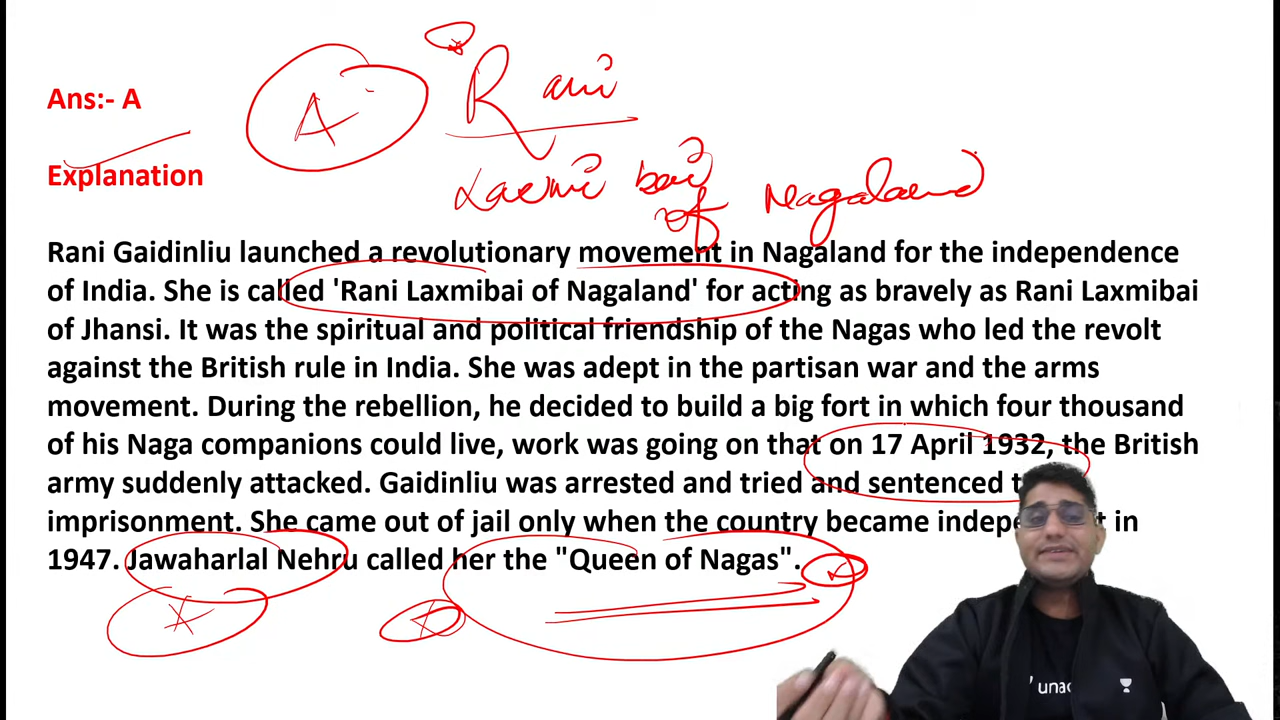 Ans:- A
A
Rani
Explanation
Laxmi bai
of Nagaland
Rani Gaidinliu launched a revolutionary movement in Nagaland for the independence
of India. She is called 'Rani Laxmibai of Nagaland' for acting as bravely as Rani Laxmibai
of Jhansi. It was the spiritual and political friendship of the Nagas who led the revolt
against the British rule in India. She was adept in the partisan war and the arms
movement. During the rebellion, he decided to build a big fort in which four thousand
of his Naga companions could live, work was going on that on 17 April 1932, the British
army suddenly attacked. Gaidinliu was arrested and tried and sentenced
imprisonment. She came out of jail only when the country became in
1947. Jawaharlal Nehru called her the "Queen of Nagas".
unac